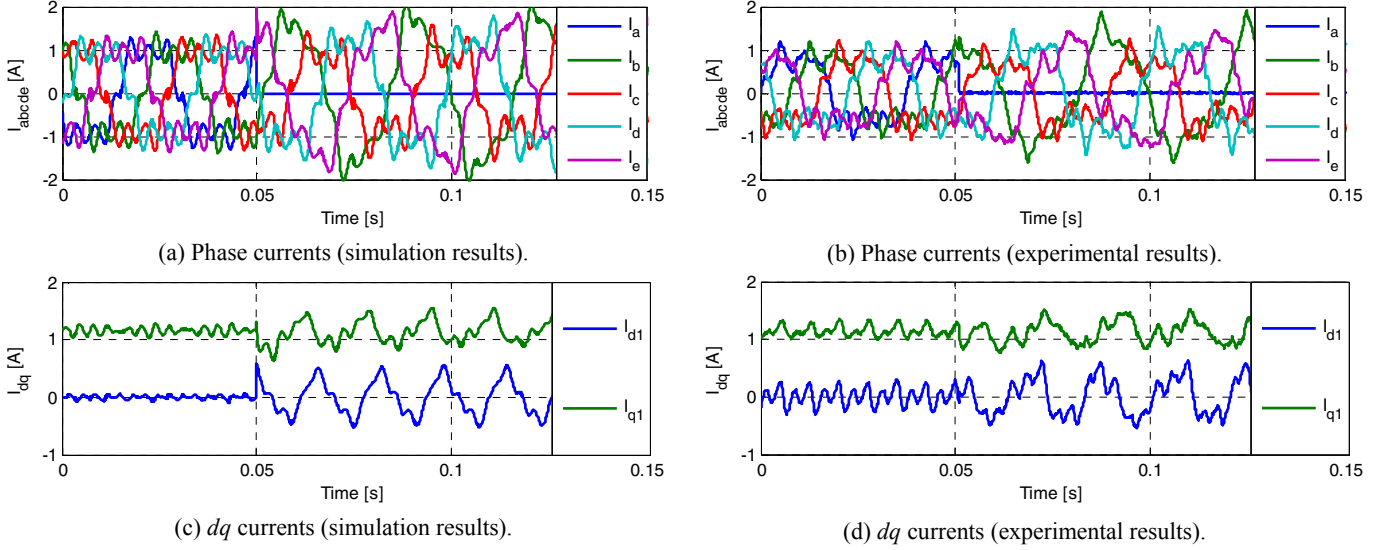 2
1
0
-1
-2
I_abcde [A]
0
0.05
0.1
0.15
Time [s]
I_a
I_b
I_c
I_d
I_e
(a) Phase currents (simulation results).
2
1
0
-1
-2
I_abcde [A]
0
0.05
0.1
0.15
Time [s]
I_a
I_b
I_c
I_d
I_e
(b) Phase currents (experimental results).
2
1
0
-1
I_dq [A]
0
0.05
0.1
0.15
Time [s]
I_d1
I_q1
(c) dq currents (simulation results).
2
1
0
-1
I_dq [A]
0
0.05
0.1
0.15
Time [s]
I_d1
I_q1
(d) dq currents (experimental results).